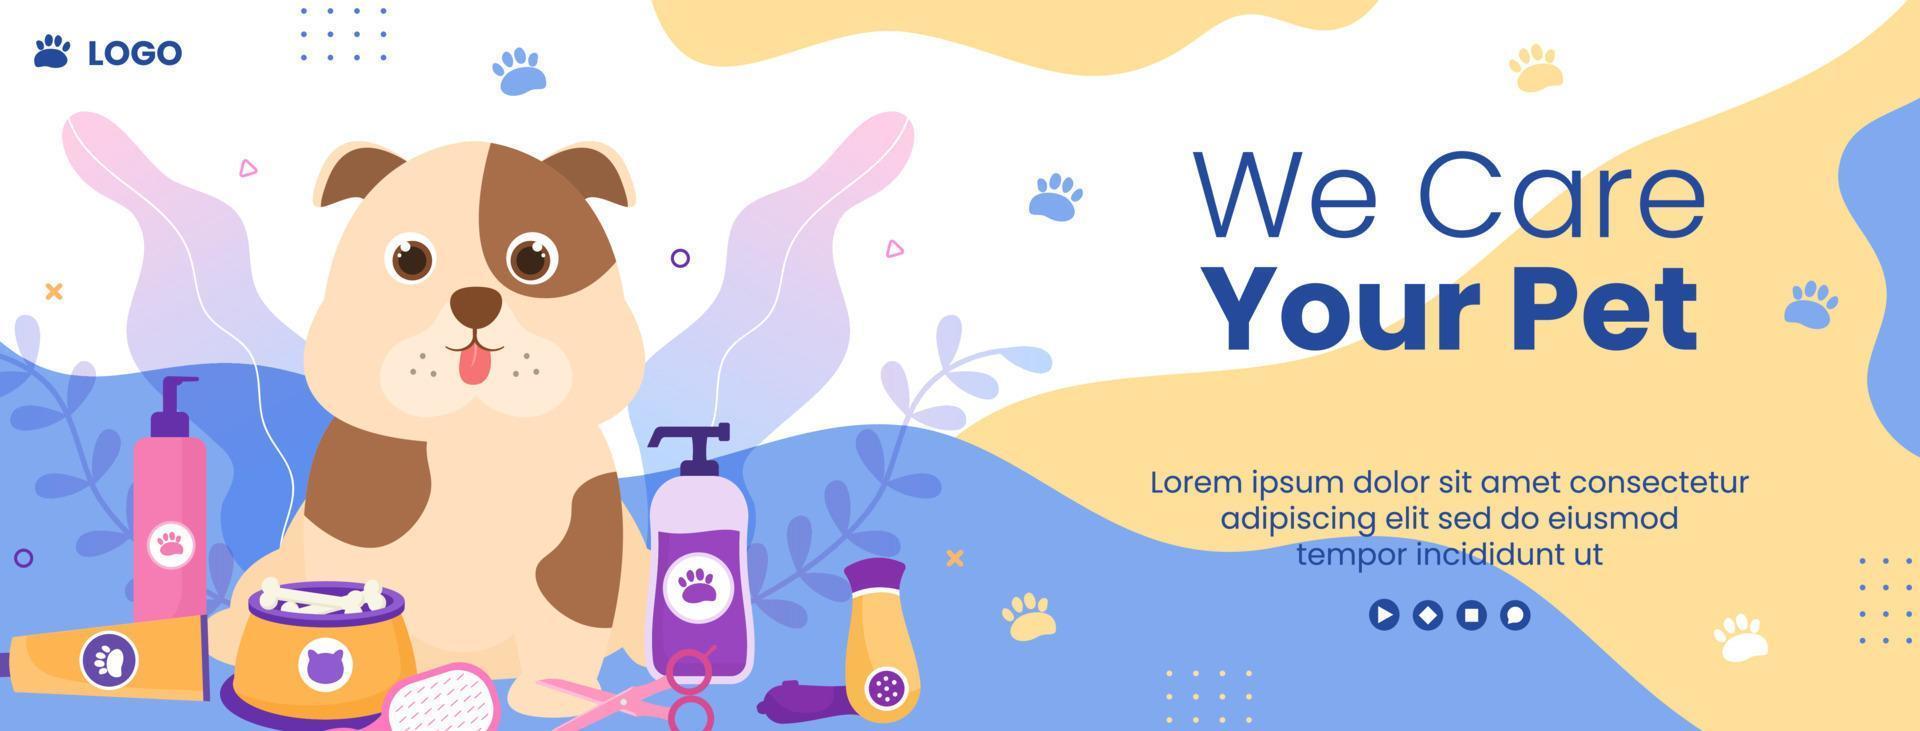 LOGO
We Care
Your Pet
Lorem ipsum dolor sit amet consectetur
adipiscing elit sed do eiusmod
tempor incididunt ut